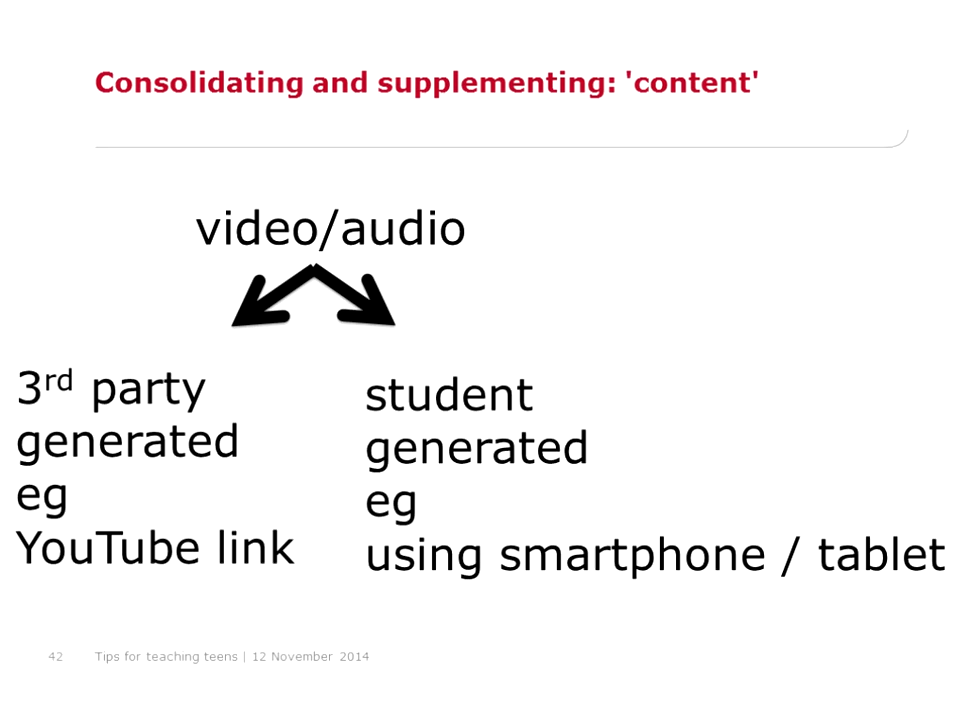 Consolidating and supplementing: 'content'
video/audio
3rd party
generated
eg
YouTube link
student
generated
eg
using smartphone / tablet
42 Tips for teaching teens | 12 November 2014